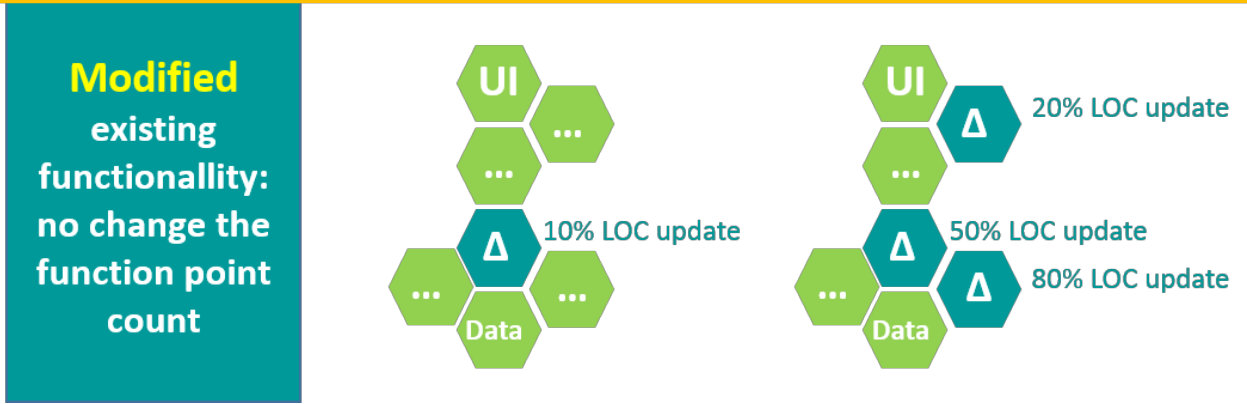 Modified
existing
functionallity:
no change the
function point
count
UI
...
...
Δ 10% LOC update
...
...
Data
UI
Δ 20% LOC update
...
Δ 50% LOC update
...
Δ 80% LOC update
Data